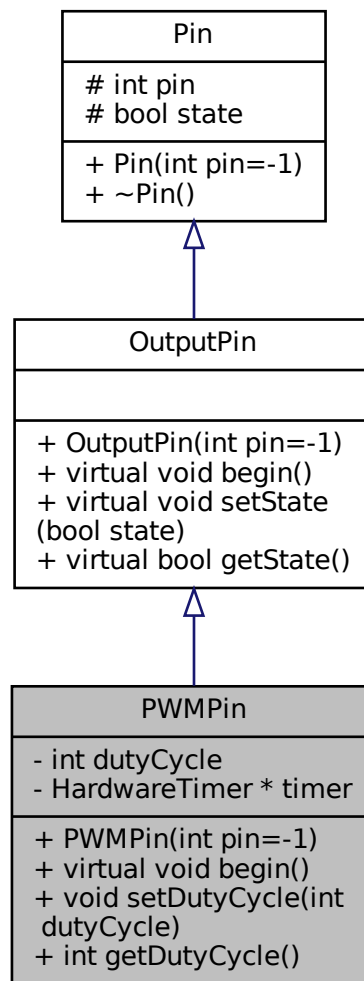 Pin
# int pin
# bool state
+ Pin(int pin=-1)
+ ~Pin()
OutputPin
+ OutputPin(int pin=-1)
+ virtual void begin()
+ virtual void setState
(bool state)
+ virtual bool getState()
PWMPin
- int dutyCycle
- HardwareTimer * timer
+ PWMPin(int pin=-1)
+ virtual void begin()
+ void setDutyCycle(int
dutyCycle)
+ int getDutyCycle()